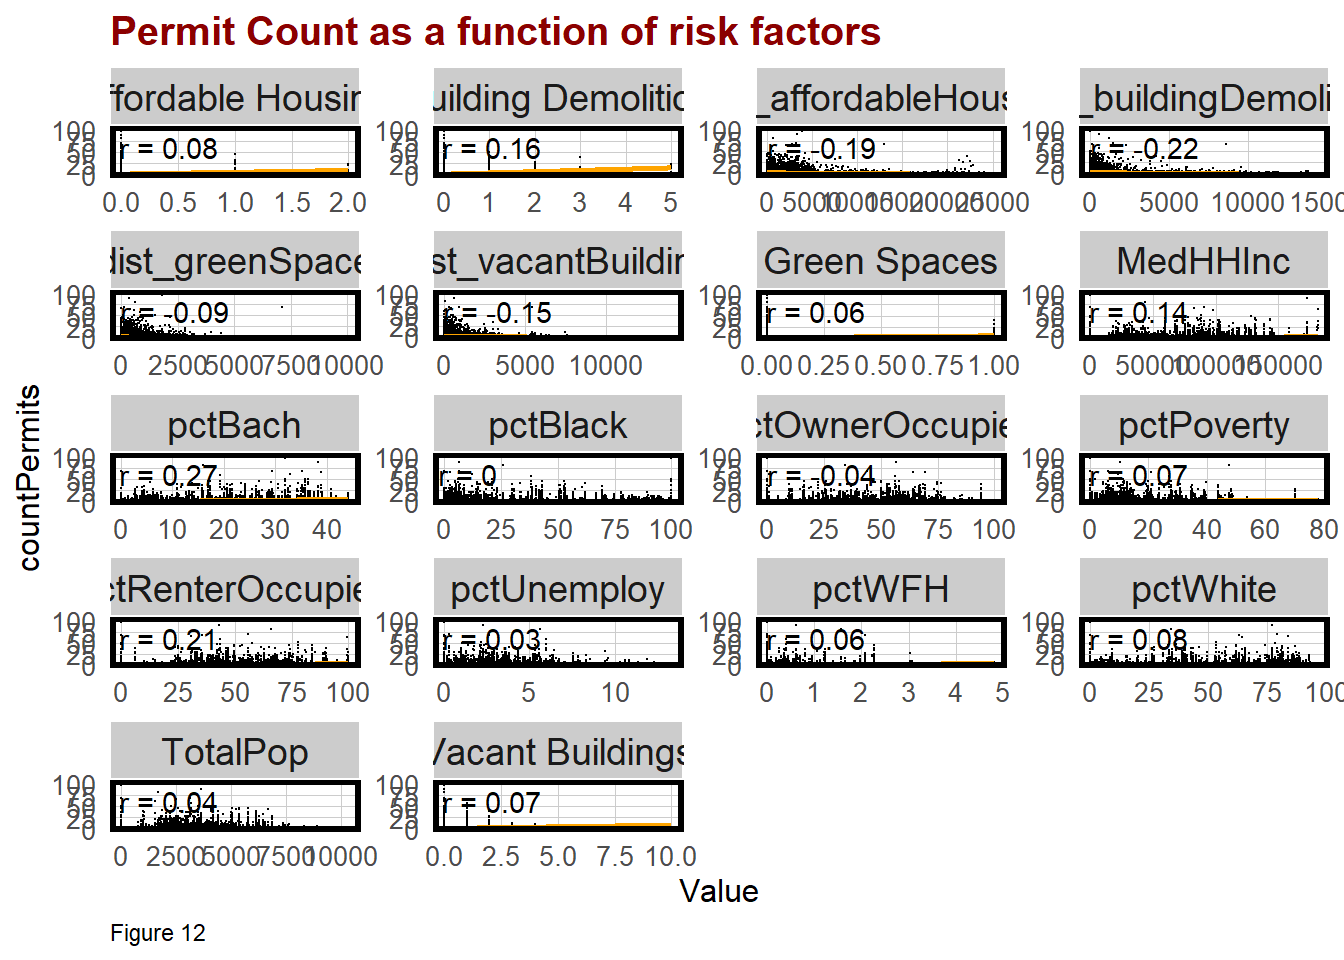 Permit Count as a function of risk factors
ffordable Housin
uilding Demolitio
_affordableHous
_buildingDemoli
100 75 50 25 0
r = 0.08
100 75 50 25 0
r = 0.16
100 75 50 25 0
r = -0.19
100 75 50 25 0
r = -0.22
0.0 0.5 1.0 1.5 2.0
0 1 2 3 4 5
0 5000 10000 15000 20000 25000
0 5000 10000 1500
dist_greenSpace
st_vacantBuildin
Green Spaces
MedHHInc
100 75 50 25 0
r = -0.09
100 75 50 25 0
r = -0.15
100 75 50 25 0
r = 0.06
100 75 50 25 0
r = 0.14
0 2500 5000 7500 10000
0 5000 10000
0.00 0.25 0.50 0.75 1.00
0 50000 100000 150000
pctBach
pctBlack
ctOwnerOccupie
pctPoverty
100 75 50 25 0
r = 0.27
100 75 50 25 0
r = 0
100 75 50 25 0
r = -0.04
100 75 50 25 0
r = 0.07
0 10 20 30 40
0 25 50 75 100
0 25 50 75 100
0 20 40 60 80
ctRenterOccupie
pctUnemploy
pctWFH
pctWhite
100 75 50 25 0
r = 0.21
100 75 50 25 0
r = 0.03
100 75 50 25 0
r = 0.06
100 75 50 25 0
r = 0.08
0 25 50 75 100
0 5 10
0 1 2 3 4 5
0 25 50 75 100
TotalPop
Vacant Buildings
100 75 50 25 0
r = 0.04
100 75 50 25 0
r = 0.07
0 2500 5000 7500 10000
0.0 2.5 5.0 7.5 10.0
countPermits
Value
Figure 12